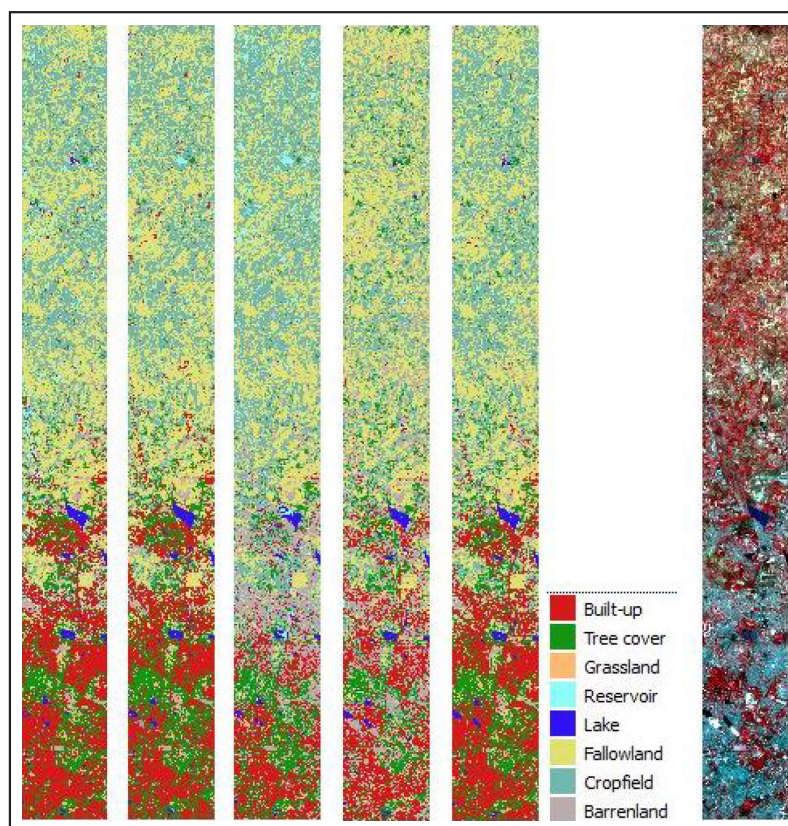 Built-up
Tree cover
Grassland
Reservoir
Lake
Fallowland
Cropfield
Barrenland